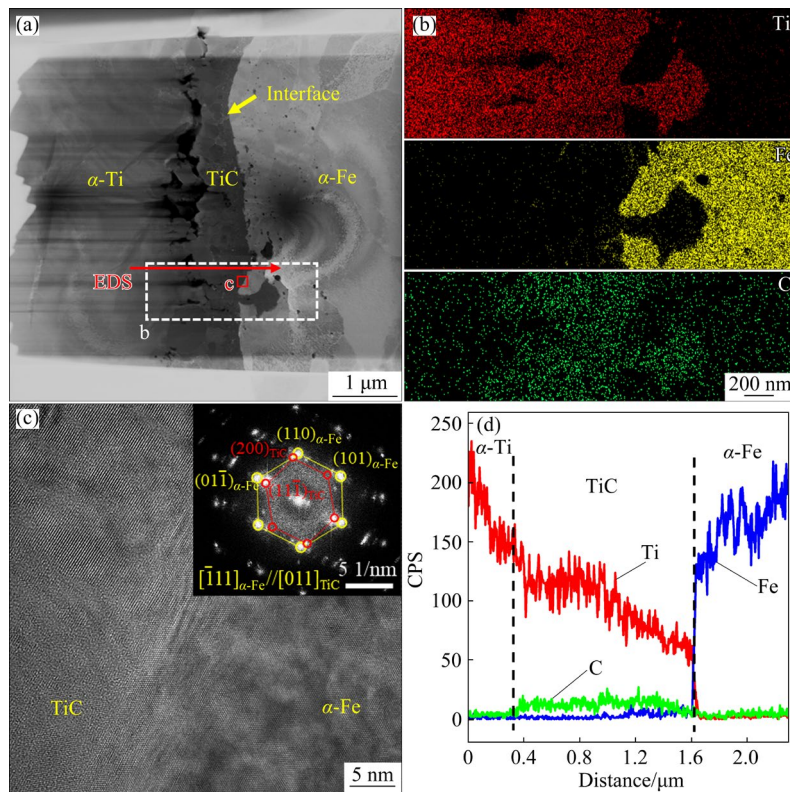 (a)
Interface
α-Ti
TiC
α-Fe
EDS
c
b
1 μm
(b)
Ti
Fe
C
200 nm
(c)
(110)α-Fe
(200)TiC
(101)α-Fe
(01̄1̄)α-Fe
(111̄)TiC
5 1/nm
[1̄11]α-Fe//[011]TiC
TiC
α-Fe
5 nm
(d)
250
200
150
100
50
0
CPS
α-Ti
TiC
α-Fe
Ti
Fe
C
0 0.4 0.8 1.2 1.6 2.0
Distance/μm